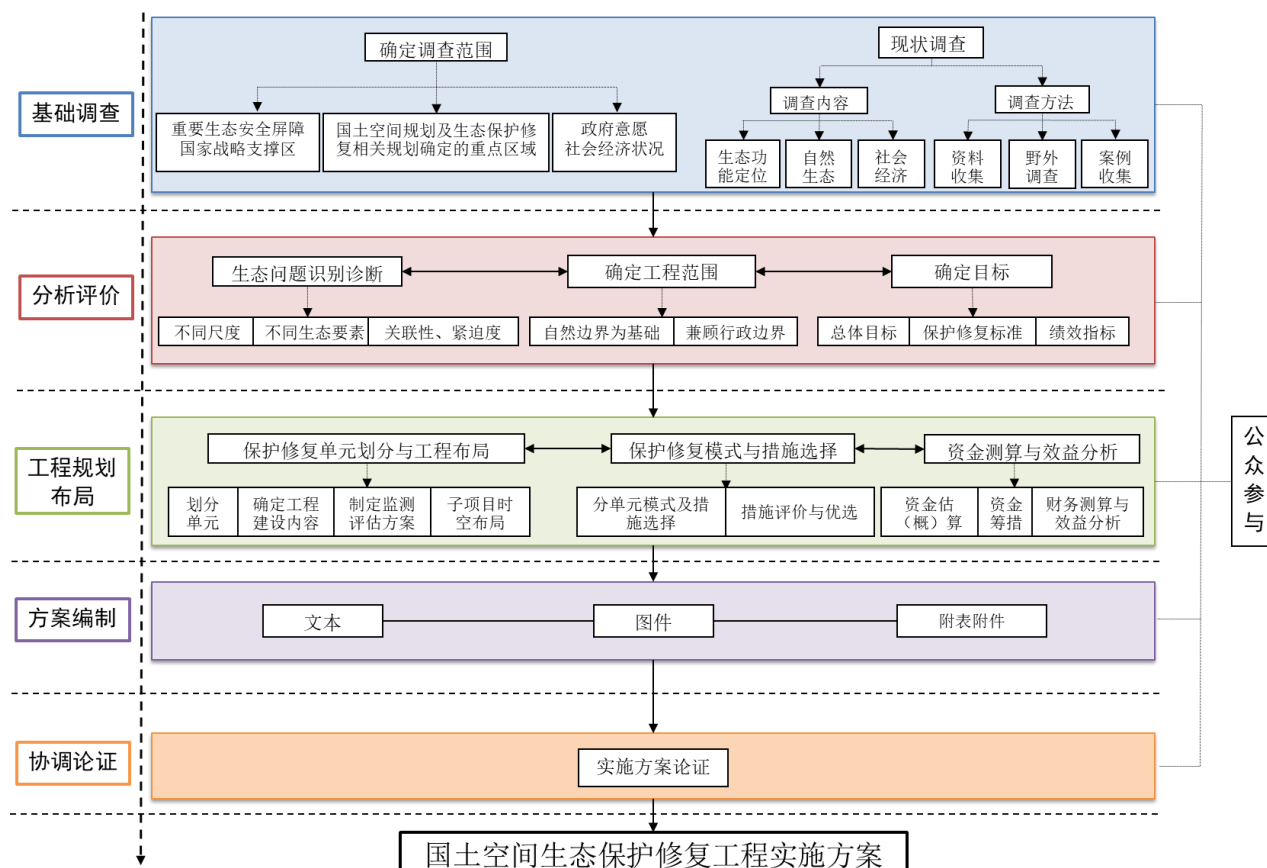 基础调查
确定调查范围
重要生态安全屏障
国家战略支撑区
国土空间规划及生态保护修
复相关规划确定的重点区域
政府意愿
社会经济状况
现状调查
调查内容
调查方法
生态功
能定位
自然
生态
社会
经济
资料
收集
野外
调查
案例
收集
分析评价
生态问题识别诊断
确定工程范围
确定目标
不同尺度
不同生态要素
关联性、紧迫度
自然边界为基础
兼顾行政边界
总体目标
保护修复标准
绩效指标
工程规划
布局
保护修复单元划分与工程布局
保护修复模式与措施选择
资金测算与效益分析
划分
单元
确定工程
建设内容
制定监测
评估方案
子项目时
空布局
分单元模式及措
施选择
措施评价与优选
资金估
（概）算
资金
筹措
财务测算与
效益分析
公
众
参
与
方案编制
文本
图件
附表附件
协调论证
实施方案论证
国土空间生态保护修复工程实施方案